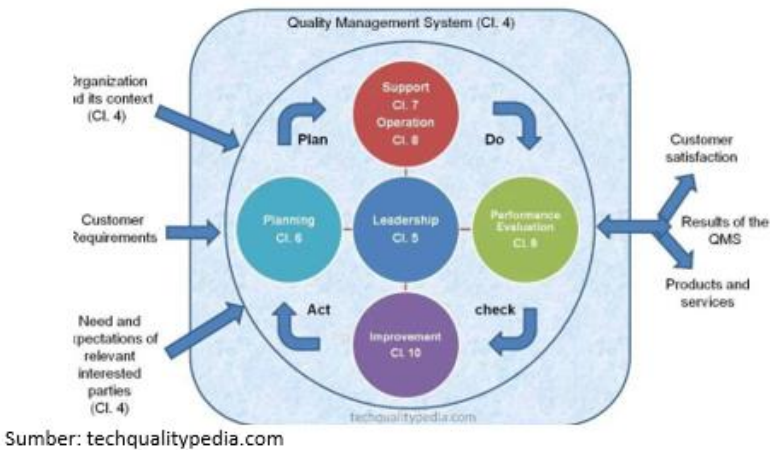 Quality Management System (Cl. 4)
Organization
nd its context
(Cl. 4)
Support
Cl. 7
Operation
Cl. 8
Plan
Do
Customer
satisfaction
Customer
Requirements
Planning
Cl. 6
Leadership
Cl. 5
Performance
Evaluation
Cl. 9
Results of the
QMS
Products and
services
Act
check
Need and
xpectations of
relevant
interested
parties
(Cl. 4)
Improvement
Cl. 10
techqualitypedia.com
Sumber: techqualitypedia.com